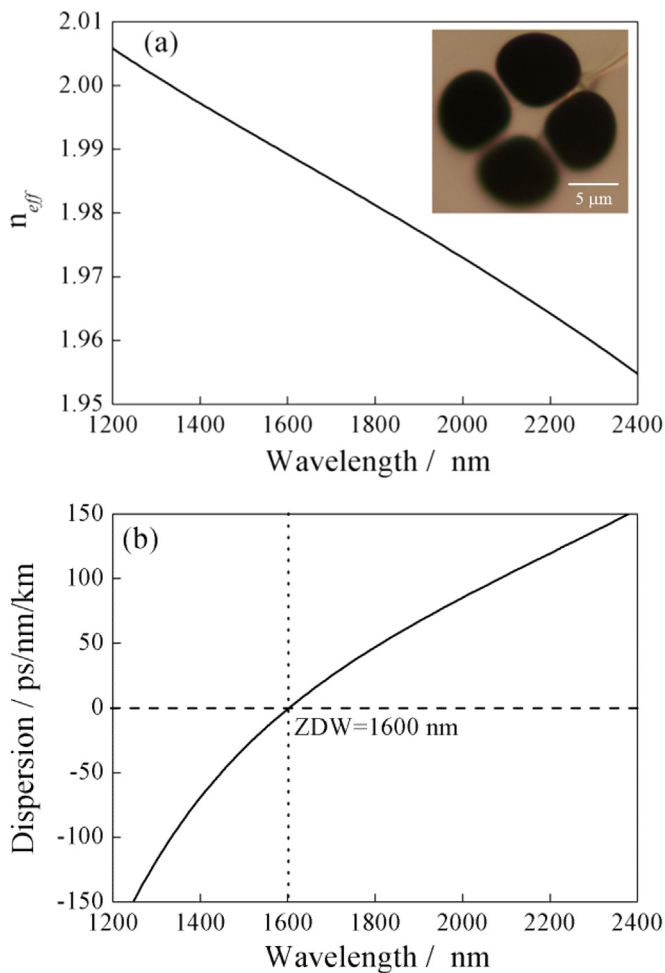 2.01
2.00
1.99
1.98
1.97
1.96
1.95
(a)
5 μm
n_eff
1200 1400 1600 1800 2000 2200 2400
Wavelength / nm
150
100
50
0
-50
-100
-150
(b)
ZDW=1600 nm
Dispersion / ps/nm/km
1200 1400 1600 1800 2000 2200 2400
Wavelength / nm